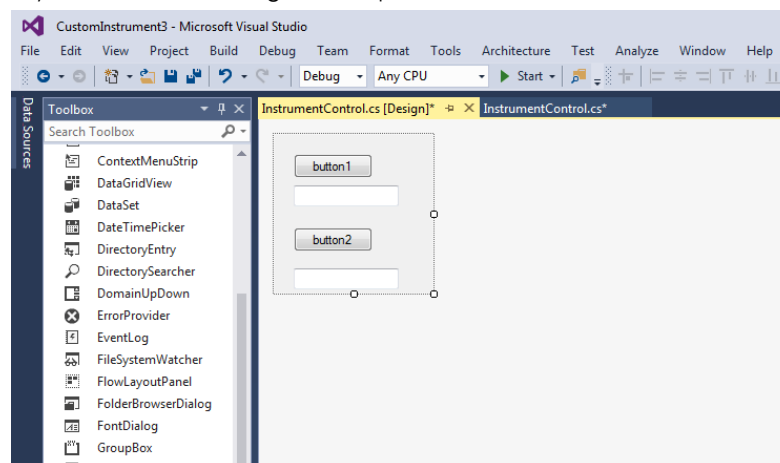 CustomInstrument3 - Microsoft Visual Studio
File Edit View Project Build Debug Team Format Tools Architecture Test Analyze Window Help
Debug Any CPU Start
Data Sources
Toolbox
InstrumentControl.cs [Design]* InstrumentControl.cs*
Search Toolbox
ContextMenuStrip
button1
DataGridView
DataSet
DateTimePicker
button2
DirectoryEntry
DirectorySearcher
DomainUpDown
ErrorProvider
EventLog
FileSystemWatcher
FlowLayoutPanel
FolderBrowserDialog
FontDialog
GroupBox